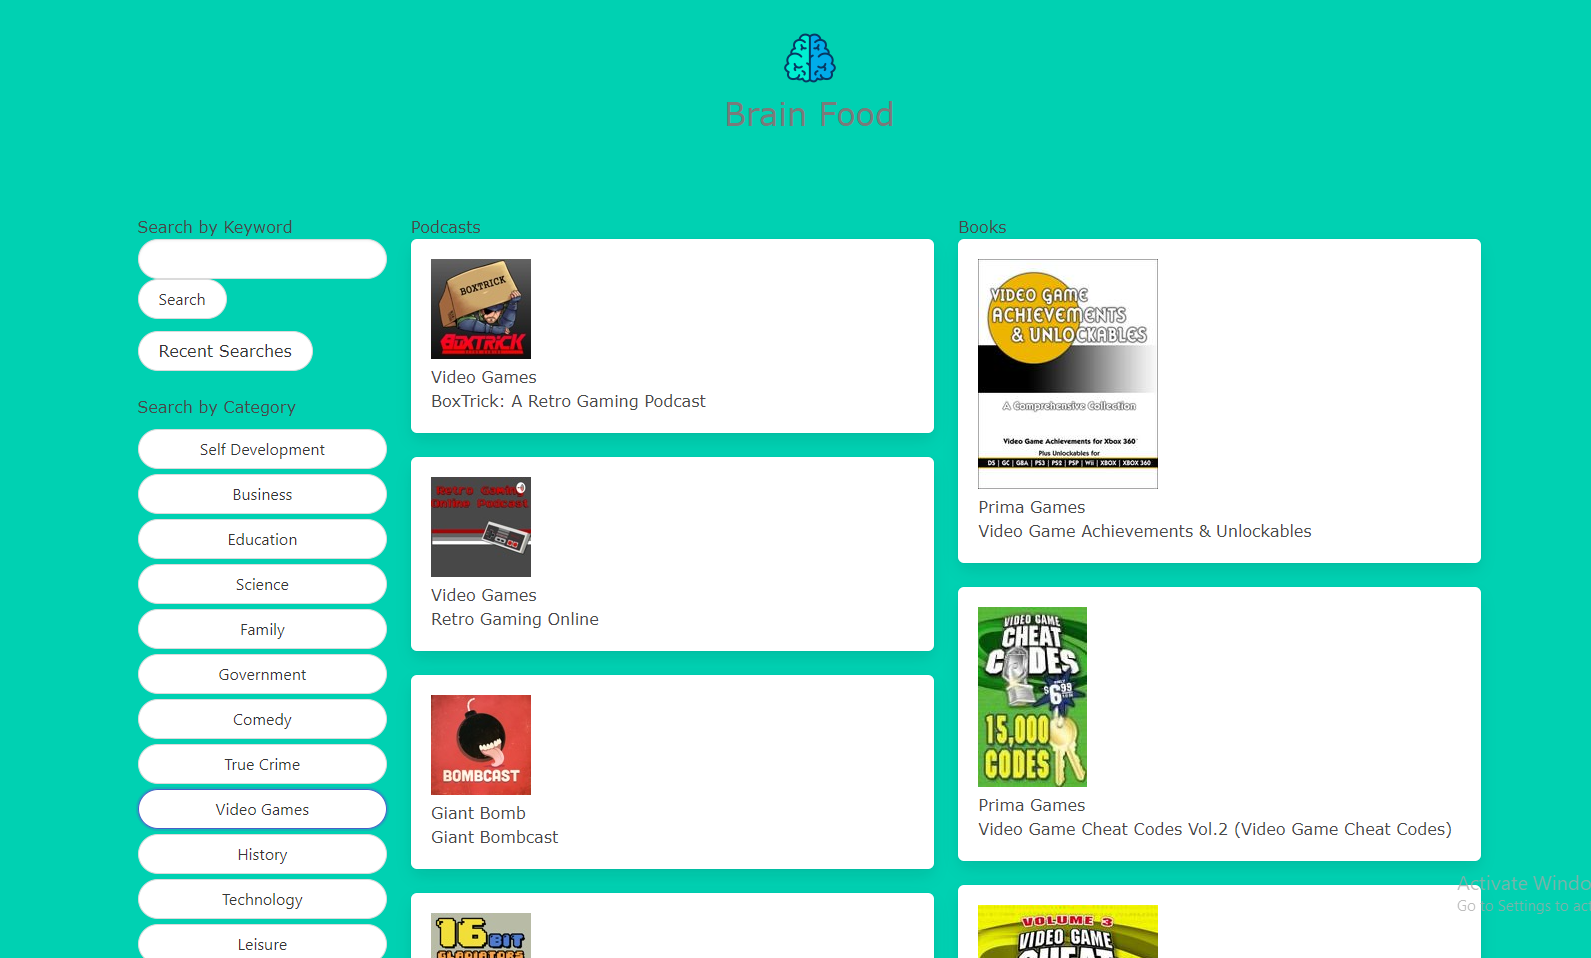 Brain Food
Search by Keyword
Search
Recent Searches
Search by Category
Self Development
Business
Education
Science
Family
Government
Comedy
True Crime
Video Games
History
Technology
Leisure
Podcasts
BOXTRICK
BOXTRICK
Video Games
BoxTrick: A Retro Gaming Podcast
Retro Gaming
Online Podcast
Video Games
Retro Gaming Online
BOMBCAST
Giant Bomb
Giant Bombcast
16 BIT
GLADIATORS
Books
VIDEO GAME
ACHIEVEMENTS
& UNLOCKABLES
A Comprehensive Collection
Video Game Achievements for Xbox 360™
Plus Unlockables for
DS | GC | GBA | PS3 | PS2 | PSP | Wii | XBOX | XBOX 360
Prima Games
Video Game Achievements & Unlockables
VIDEO GAME
CHEAT
CODES
$6.99
15,000
CODES
Prima Games
Video Game Cheat Codes Vol.2 (Video Game Cheat Codes)
VOLUME 3
VIDEO GAME
CHEAT
Activate Windo
Go to Settings to act